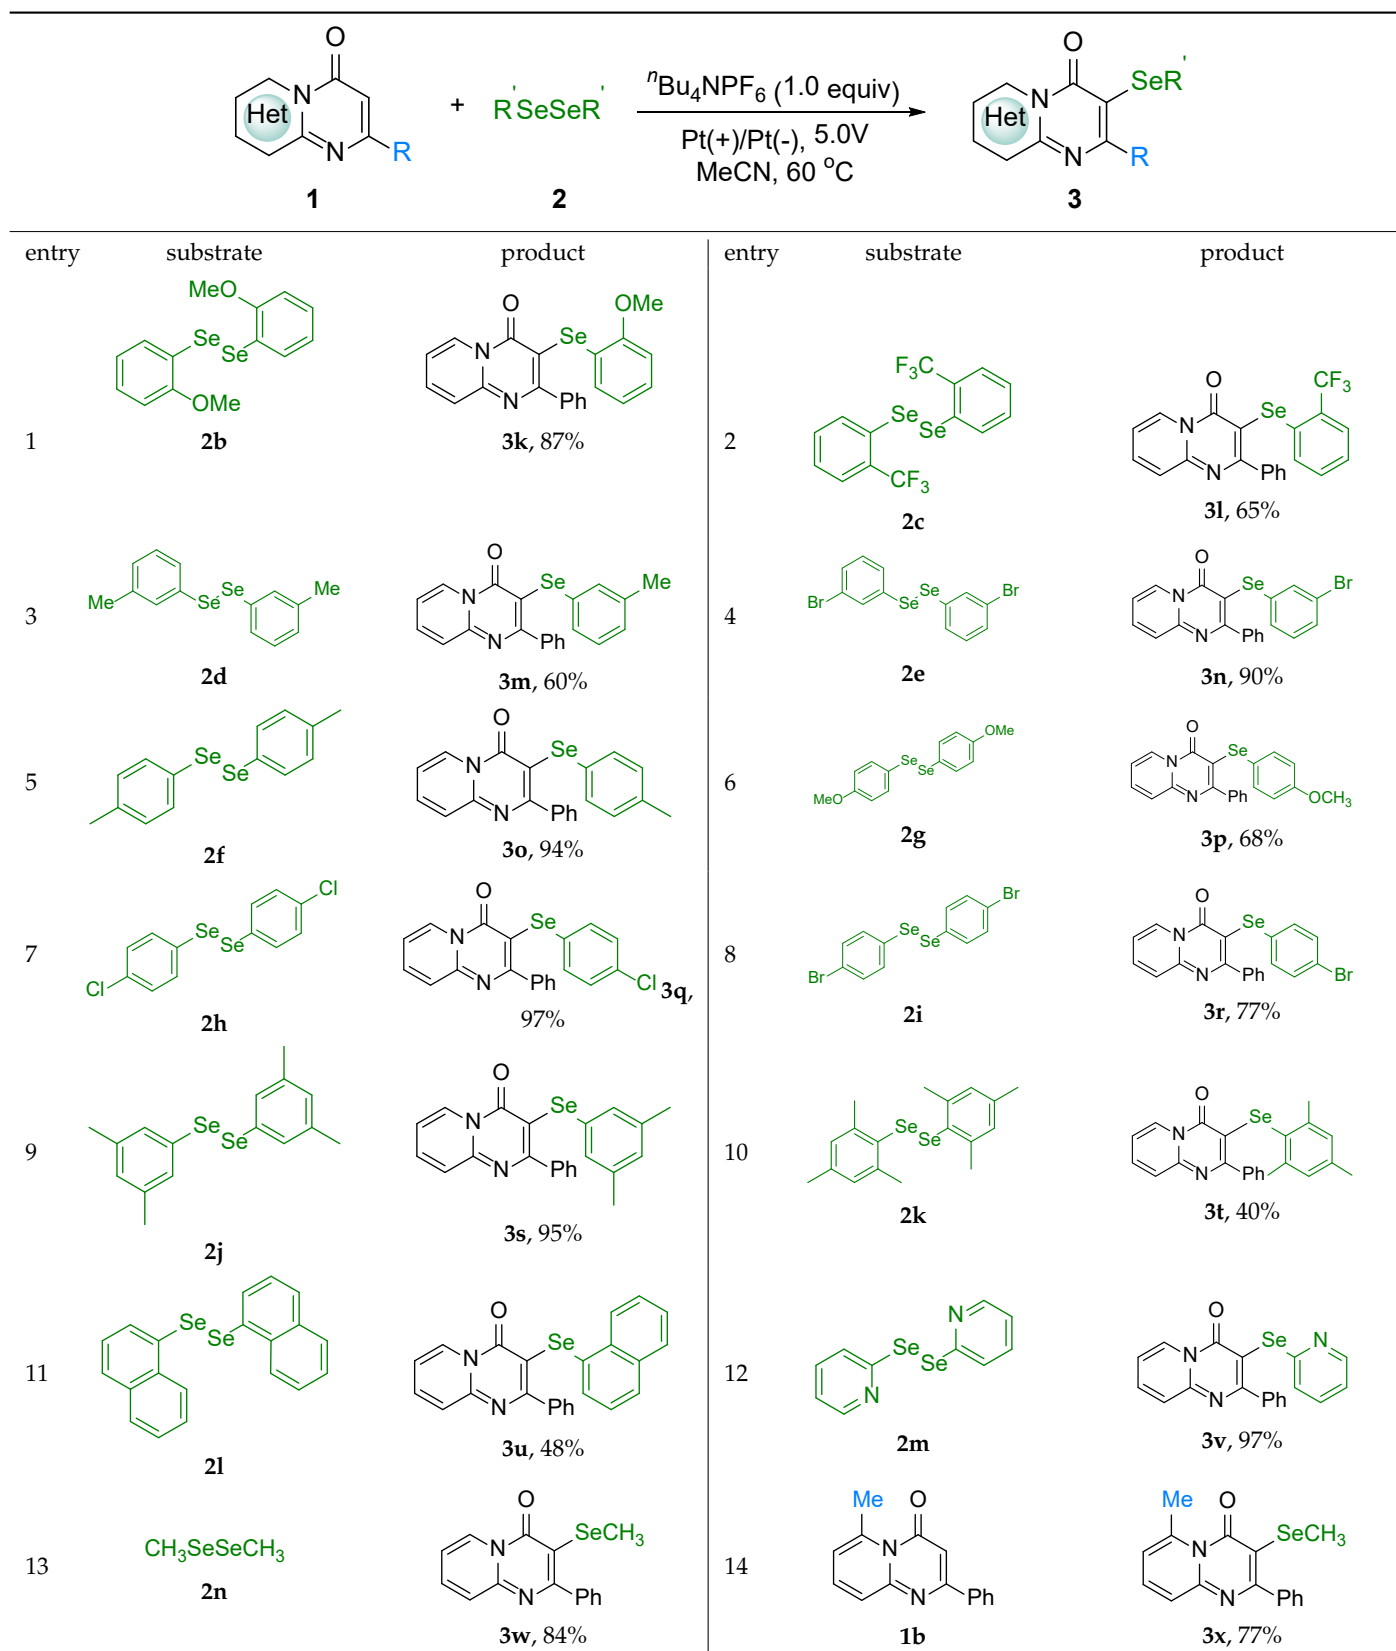 O
N
Het
N
R
1
+
R'SeSeR'
2
nBu4NPF6 (1.0 equiv)
Pt(+)/Pt(-), 5.0V
MeCN, 60 oC
O
SeR'
N
Het
N
R
3
entry substrate product entry substrate product
1
MeO
Se
Se
OMe
2b
O
OMe
Se
N
N
Ph
3k, 87%
2
F3C
Se
Se
CF3
2c
O
CF3
Se
N
N
Ph
3l, 65%
3
Se
Me
Se
Me
2d
O
Se
Me
N
N
Ph
3m, 60%
4
Se
Br
Br
Se
2e
O
Se
Br
N
N
Ph
3n, 90%
5
Se
Se
2f
O
Se
N
N
Ph
3o, 94%
6
OMe
Se
Se
MeO
2g
O
Se
N
N
Ph
OCH3
3p, 68%
7
Cl
Se
Se
Cl
2h
O
Se
N
N
Ph
Cl
3q,
97%
8
Br
Se
Se
Br
2i
O
Se
N
N
Ph
Br
3r, 77%
9
Se
Se
2j
O
Se
N
N
Ph
3s, 95%
10
Se
Se
2k
O
Se
N
N
Ph
3t, 40%
11
Se
Se
2l
O
Se
N
N
Ph
3u, 48%
12
N
Se
Se
N
2m
O
Se
N
N
N
Ph
3v, 97%
13
CH3SeSeCH3
2n
O
SeCH3
N
N
Ph
3w, 84%
14
Me
O
N
N
Ph
1b
Me
O
SeCH3
N
N
Ph
3x, 77%